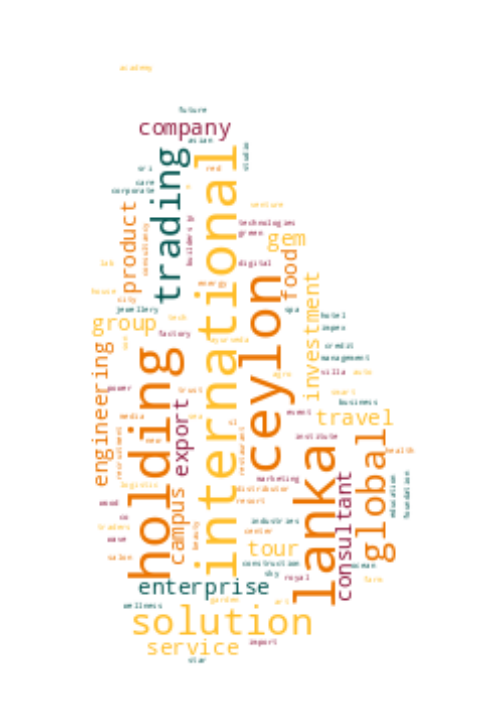 academy
future
company
asian
studio
trading
international
sri
red
care
corporate
product
consultancy
venture
builders
technologies
green
gem
food
lab
digital
energy
house
city
investment
ceylon
jewellery
spa
hotel
group
tech
impex
factory
ayurveda
credit
engineering
holding
management
agro
villa
auto
power
trust
smart
business
export
media
event
travel
recruitment
restaurant
institute
global
lanka
health
marketing
consultant
education
foundation
logistic
campus
distributor
resort
wood
co
traders
industries
center
beauty
wave
tour
salon
construction
ocean
sky
royal
farm
enterprise
garden
art
wellness
solution
service
import
star